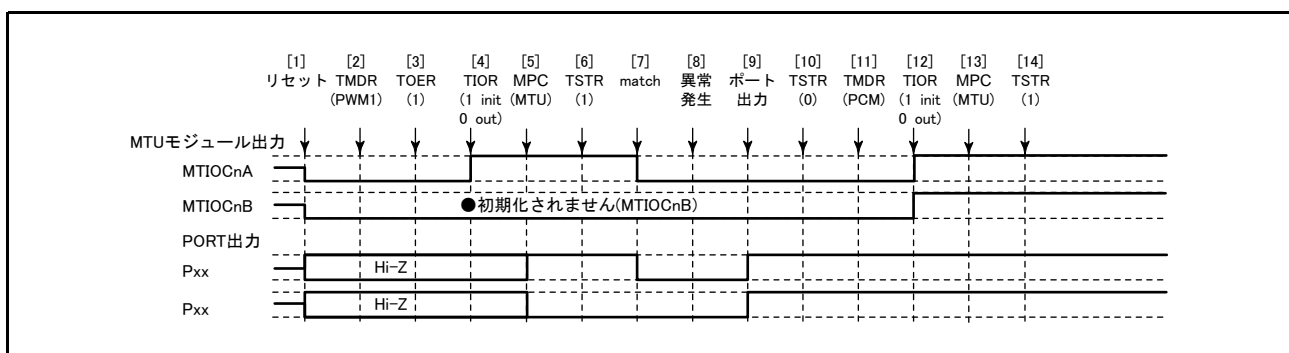 [1] [2] [3] [4] [5] [6] [7] [8] [9] [10] [11] [12] [13] [14]
リセット TMDR TOER TIOR MPC TSTR match 異常 ポート TSTR TMDR TIOR MPC TSTR
(PWM1) (1) (1 init (MTU) (1) 発生 出力 (0) (PCM) (1 init (MTU) (1)
0 out) 0 out)
MTUモジュール出力
MTIOCnA
MTIOCnB ●初期化されません(MTIOCnB)
PORT出力
Pxx Hi-Z
Pxx Hi-Z